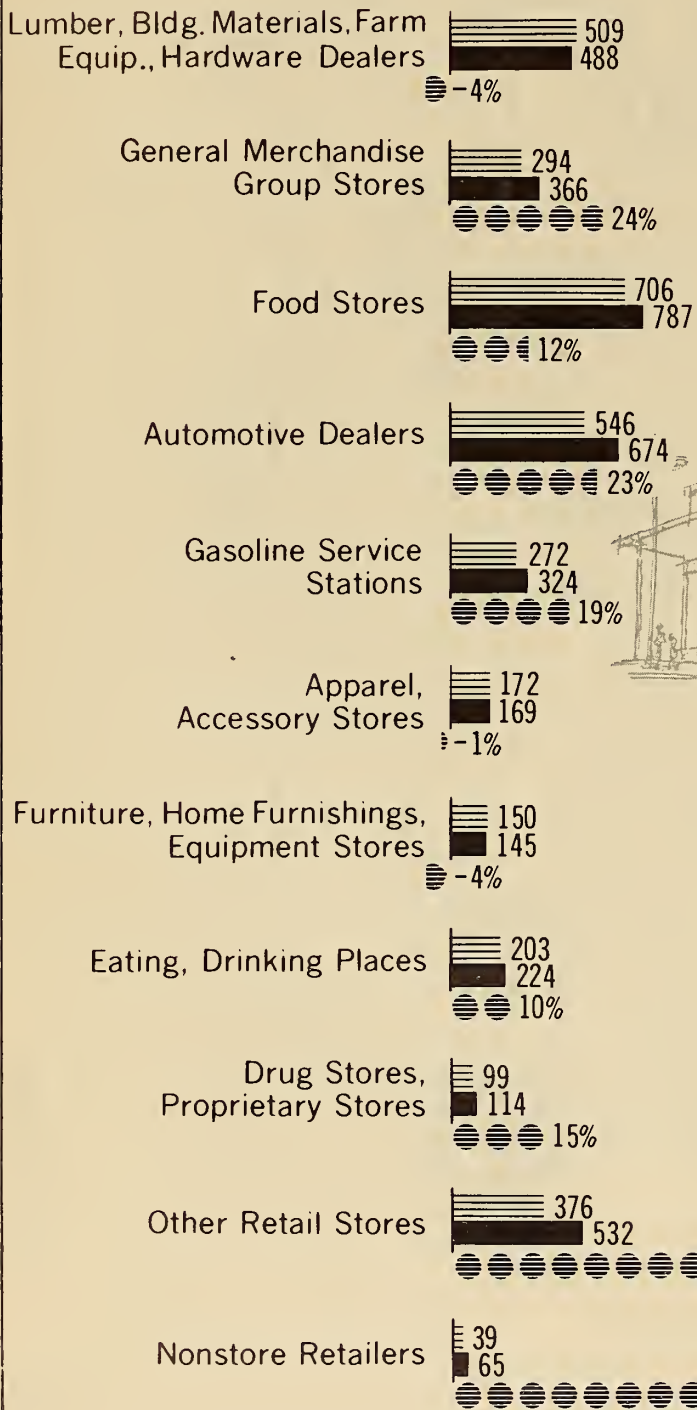 Lumber, Bldg. Materials, Farm
Equip., Hardware Dealers
509
488
-4%
General Merchandise
Group Stores
294
366
24%
Food Stores
706
787
12%
Automotive Dealers
546
674
23%
Gasoline Service
Stations
272
324
19%
Apparel,
Accessory Stores
172
169
-1%
Furniture, Home Furnishings,
Equipment Stores
150
145
-4%
Eating, Drinking Places
203
224
10%
Drug Stores,
Proprietary Stores
99
114
15%
Other Retail Stores
376
532
Nonstore Retailers
39
65